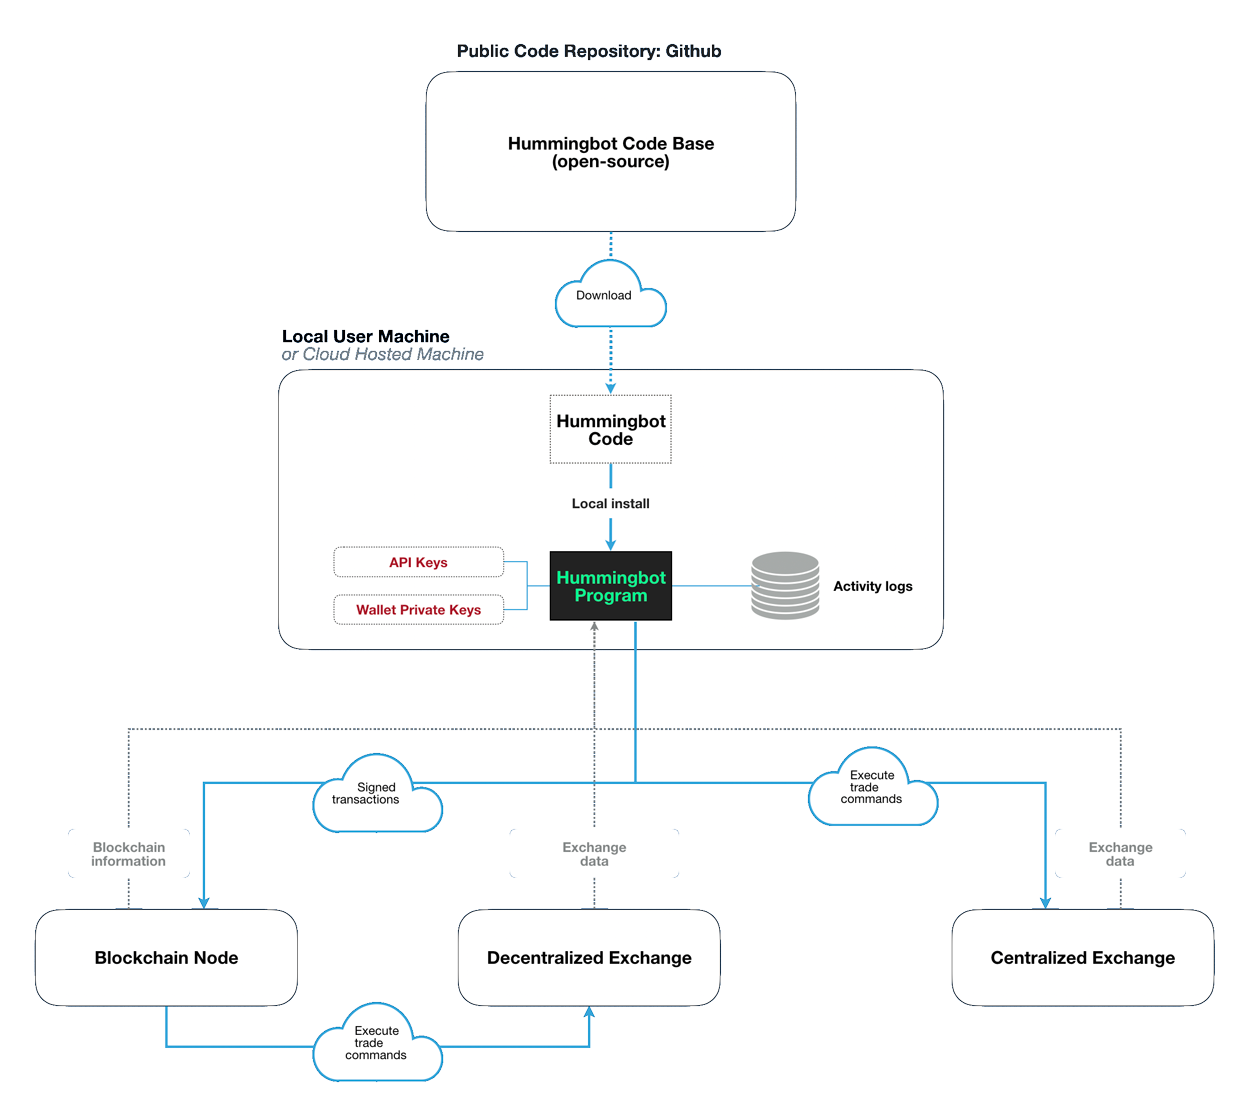 Public Code Repository: Github
Hummingbot Code Base
(open-source)
Download
Local User Machine
or Cloud Hosted Machine
Hummingbot
Code
Local install
API Keys
Wallet Private Keys
Hummingbot
Program
Activity logs
Signed
transactions
Execute
trade
commands
Blockchain
information
Exchange
data
Exchange
data
Blockchain Node
Decentralized Exchange
Centralized Exchange
Execute
trade
commands